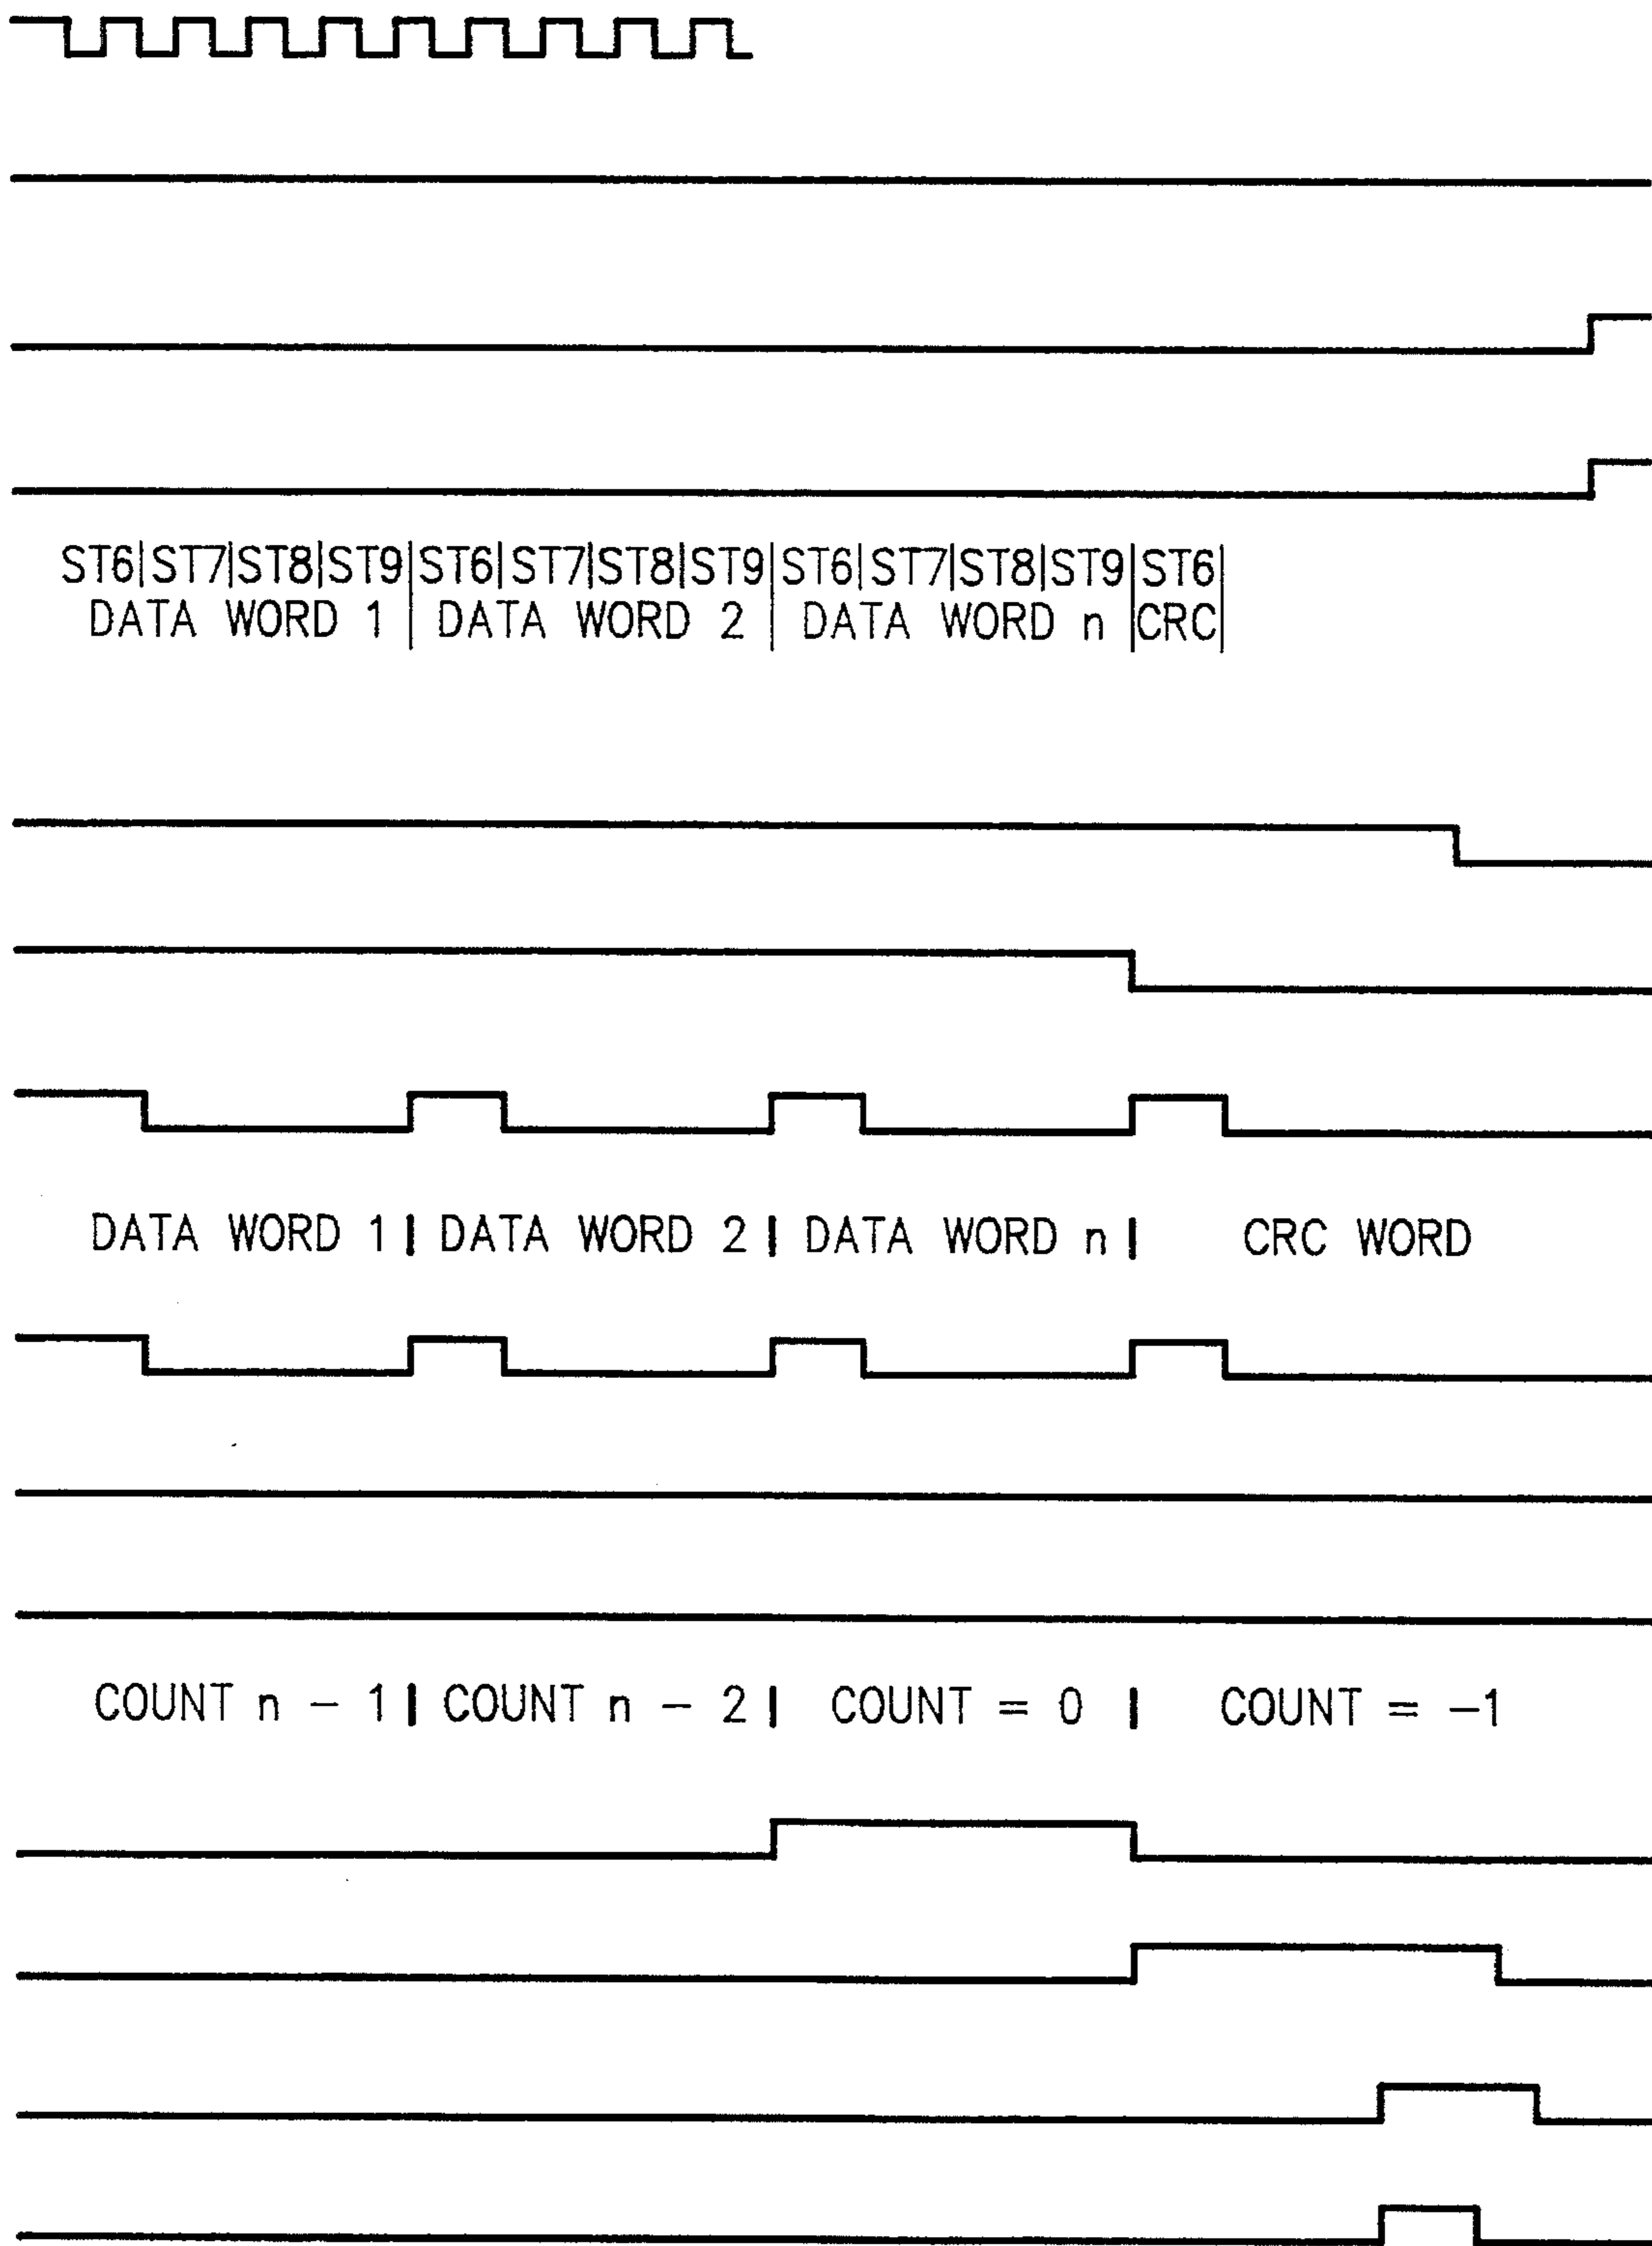 ST6|ST7|ST8|ST9|ST6|ST7|ST8|ST9|ST6|ST7|ST8|ST9|ST6|
DATA WORD 1|DATA WORD 2|DATA WORD n|CRC|
DATA WORD 1|DATA WORD 2|DATA WORD n|CRC WORD
COUNT n – 1|COUNT n – 2|COUNT = 0|COUNT = –1